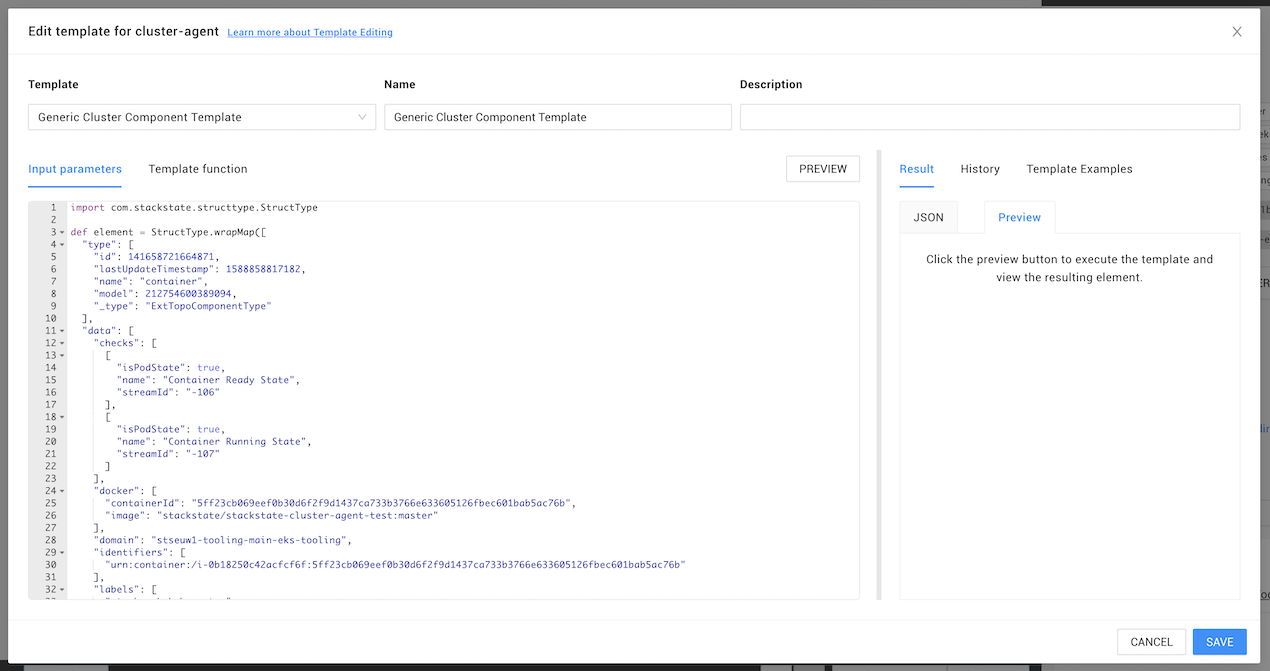 Edit template for cluster-agent Learn more about Template Editing
Template
Name
Description
Generic Cluster Component Template
Generic Cluster Component Template
Input parameters
Template function
PREVIEW
Result
History
Template Examples
1 import com.stackstate.structtype.StructType
2
3 def element = StructType.wrapMap([
4 "type": [
5 "id": 141658721664871,
6 "lastUpdateTimestamp": 1588858817182,
7 "name": "container",
8 "model": 212754600389094,
9 "_type": "ExtTopoComponentType"
10 ],
11 "data": [
12 "checks": [
13 [
14 "isPodState": true,
15 "name": "Container Ready State",
16 "streamId": "-106"
17 ],
18 [
19 "isPodState": true,
20 "name": "Container Running State",
21 "streamId": "-107"
22 ]
23 ],
24 "docker": [
25 "containerId": "5ff23cb069eef0b30d6f2f9d1437ca733b3766e633605126fbec601bab5ac76b",
26 "image": "stackstate/stackstate-cluster-agent-test:master"
27 ],
28 "domain": "stseuw1-tooling-main-eks-tooling",
29 "identifiers": [
30 "urn:container:/i-0b18250c42acfcf6f:5ff23cb069eef0b30d6f2f9d1437ca733b3766e633605126fbec601bab5ac76b"
31 ],
32 "labels": [
JSON
Preview
Click the preview button to execute the template and
view the resulting element.
CANCEL
SAVE